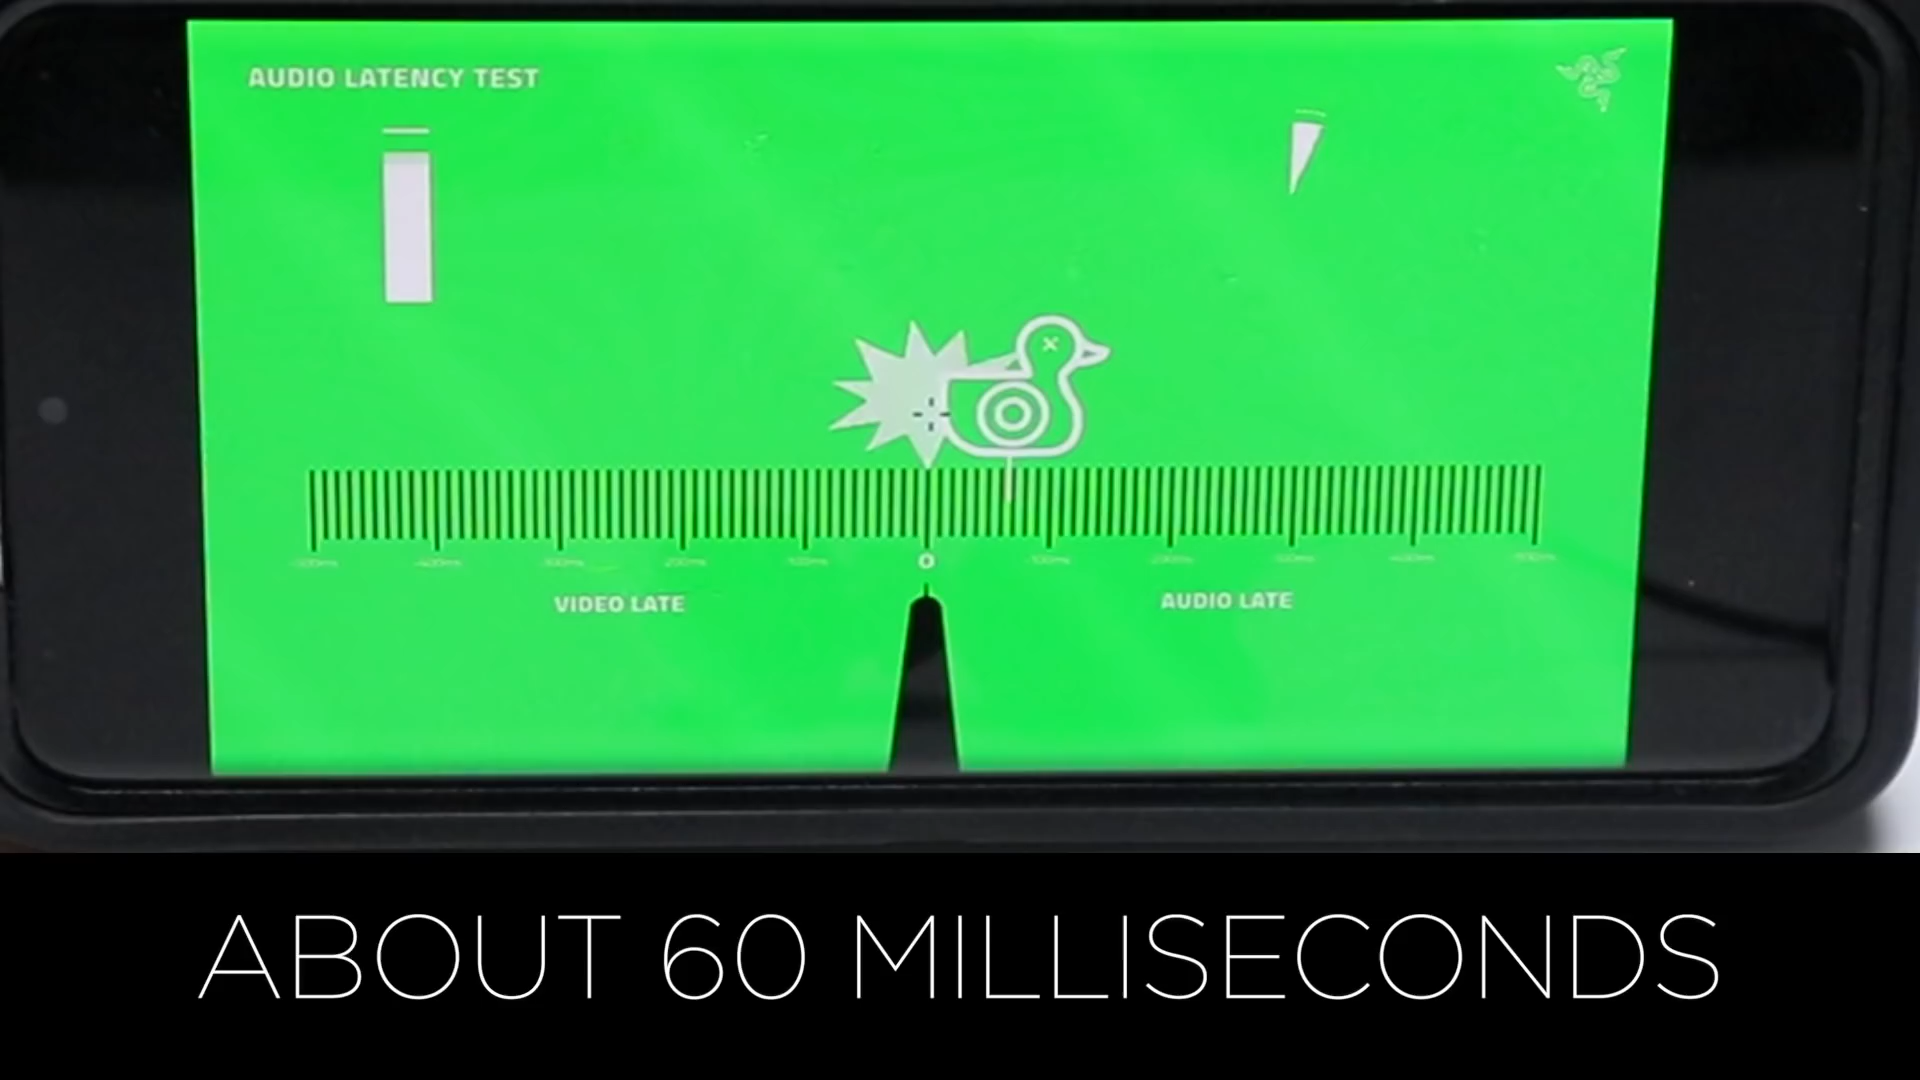 AUDIO LATENCY TEST
0
VIDEO LATE
AUDIO LATE
ABOUT 60 MILLISECONDS